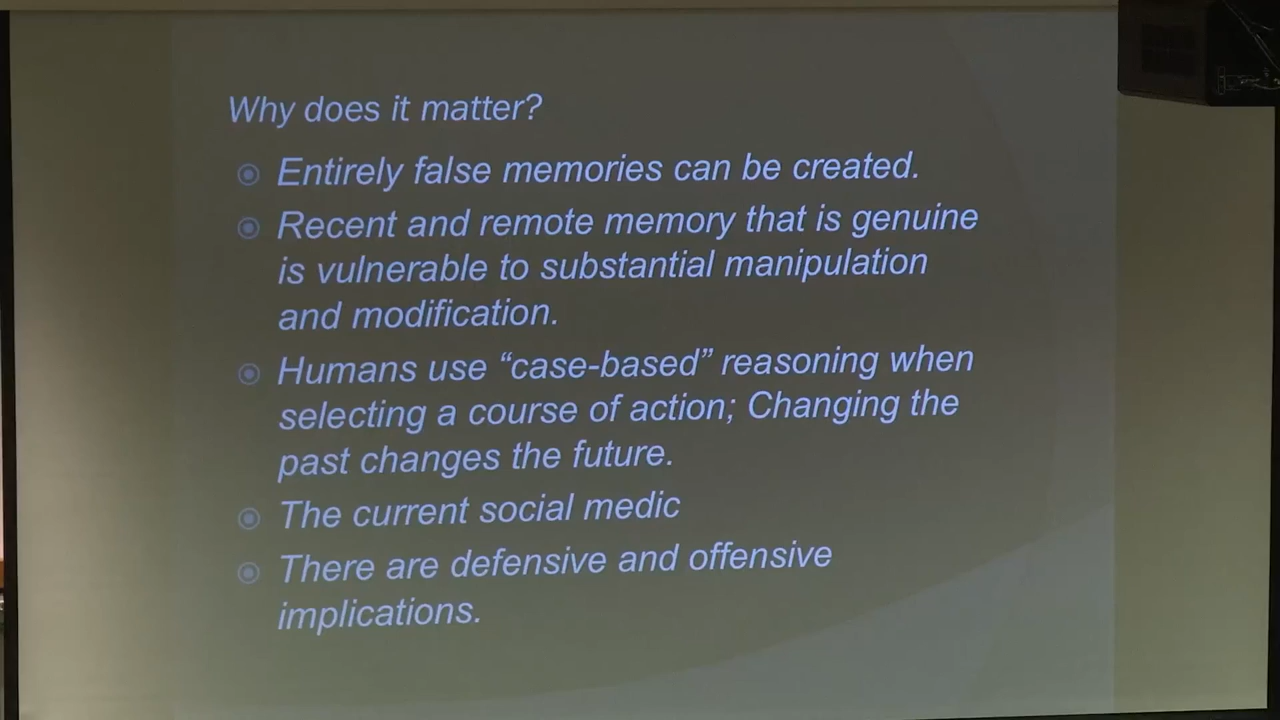 Why does it matter?
Entirely false memories can be created.
Recent and remote memory that is genuine
is vulnerable to substantial manipulation
and modification.
Humans use “case-based” reasoning when
selecting a course of action; Changing the
past changes the future.
The current social medic
There are defensive and offensive
implications.